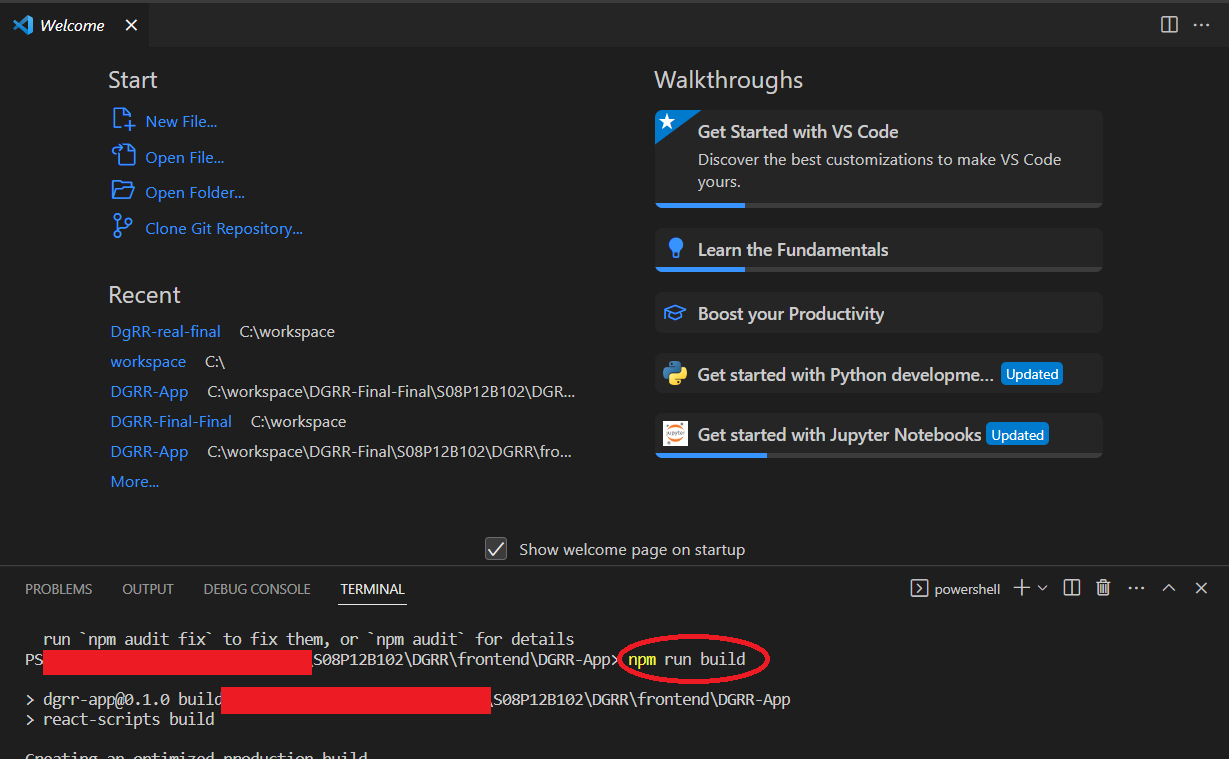 Welcome
Start
New File...
Open File...
Open Folder...
Clone Git Repository...
Recent
DgRR-real-final C:\workspace
workspace C:\
DGRR-App C:\workspace\DGRR-Final-Final\S08P12B102\DGR...
DGRR-Final-Final C:\workspace
DGRR-App C:\workspace\DGRR-Final\S08P12B102\DGRR\fro...
More...
Walkthroughs
Get Started with VS Code
Discover the best customizations to make VS Code
yours.
Learn the Fundamentals
Boost your Productivity
Get started with Python developme... Updated
jupyter
Get started with Jupyter Notebooks Updated
Show welcome page on startup
PROBLEMS OUTPUT DEBUG CONSOLE TERMINAL powershell
run `npm audit fix` to fix them, or `npm audit` for details
PS S08P12B102\DGRR\frontend\DGRR-App> npm run build
> dgrr-app@0.1.0 build \S08P12B102\DGRR\frontend\DGRR-App
> react-scripts build
Creating an optimized production build